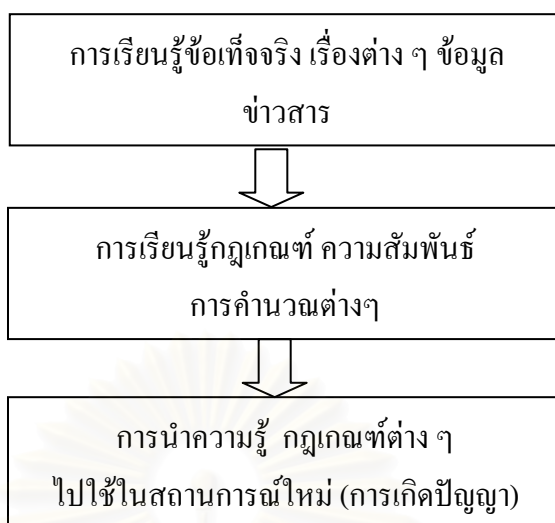 การเรียนรู้ข้อเท็จจริง เรื่องต่าง ๆ ข้อมูล
ข่าวสาร
การเรียนรู้กฎเกณฑ์ ความสัมพันธ์
การคำนวณต่างๆ
การนำความรู้ กฎเกณฑ์ต่าง ๆ
ไปใช้ในสถานการณ์ใหม่ (การเกิดปัญญา)